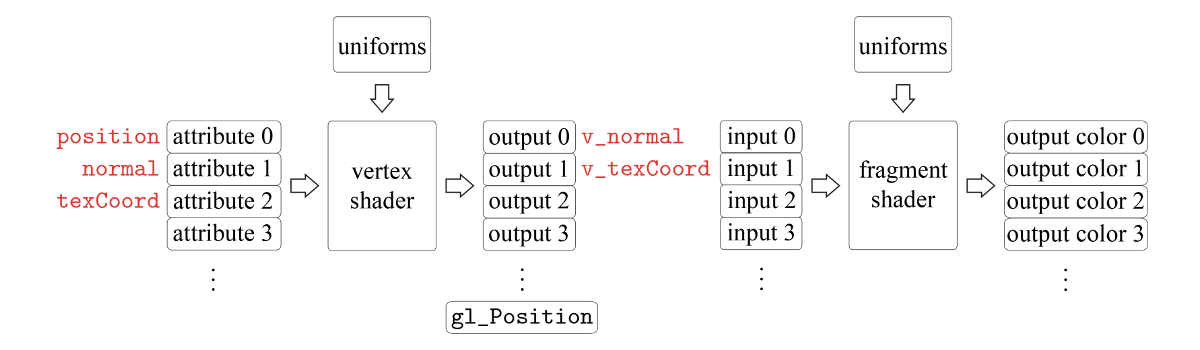 uniforms
uniforms
position attribute 0
normal attribute 1
texCoord attribute 2
attribute 3
vertex
shader
output 0 v_normal
output 1 v_texCoord
output 2
output 3
gl_Position
input 0
input 1
input 2
input 3
fragment
shader
output color 0
output color 1
output color 2
output color 3